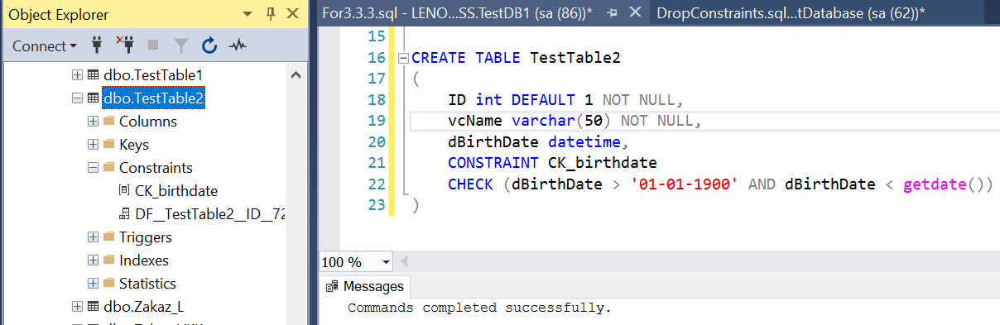 Object Explorer
Connect
dbo.TestTable1
dbo.TestTable2
Columns
Keys
Constraints
CK_birthdate
DF__TestTable2__ID__72
Triggers
Indexes
Statistics
dbo.Zakaz_L
For3.3.3.sql - LENO...SS.TestDB1 (sa (86))*
DropConstraints.sql...tDatabase (sa (62))*
15
16 CREATE TABLE TestTable2
17 (
18 ID int DEFAULT 1 NOT NULL,
19 vcName varchar(50) NOT NULL,
20 dBirthDate datetime,
21 CONSTRAINT CK_birthdate
22 CHECK (dBirthDate > '01-01-1900' AND dBirthDate < getdate())
23 )
100 %
Messages
Commands completed successfully.